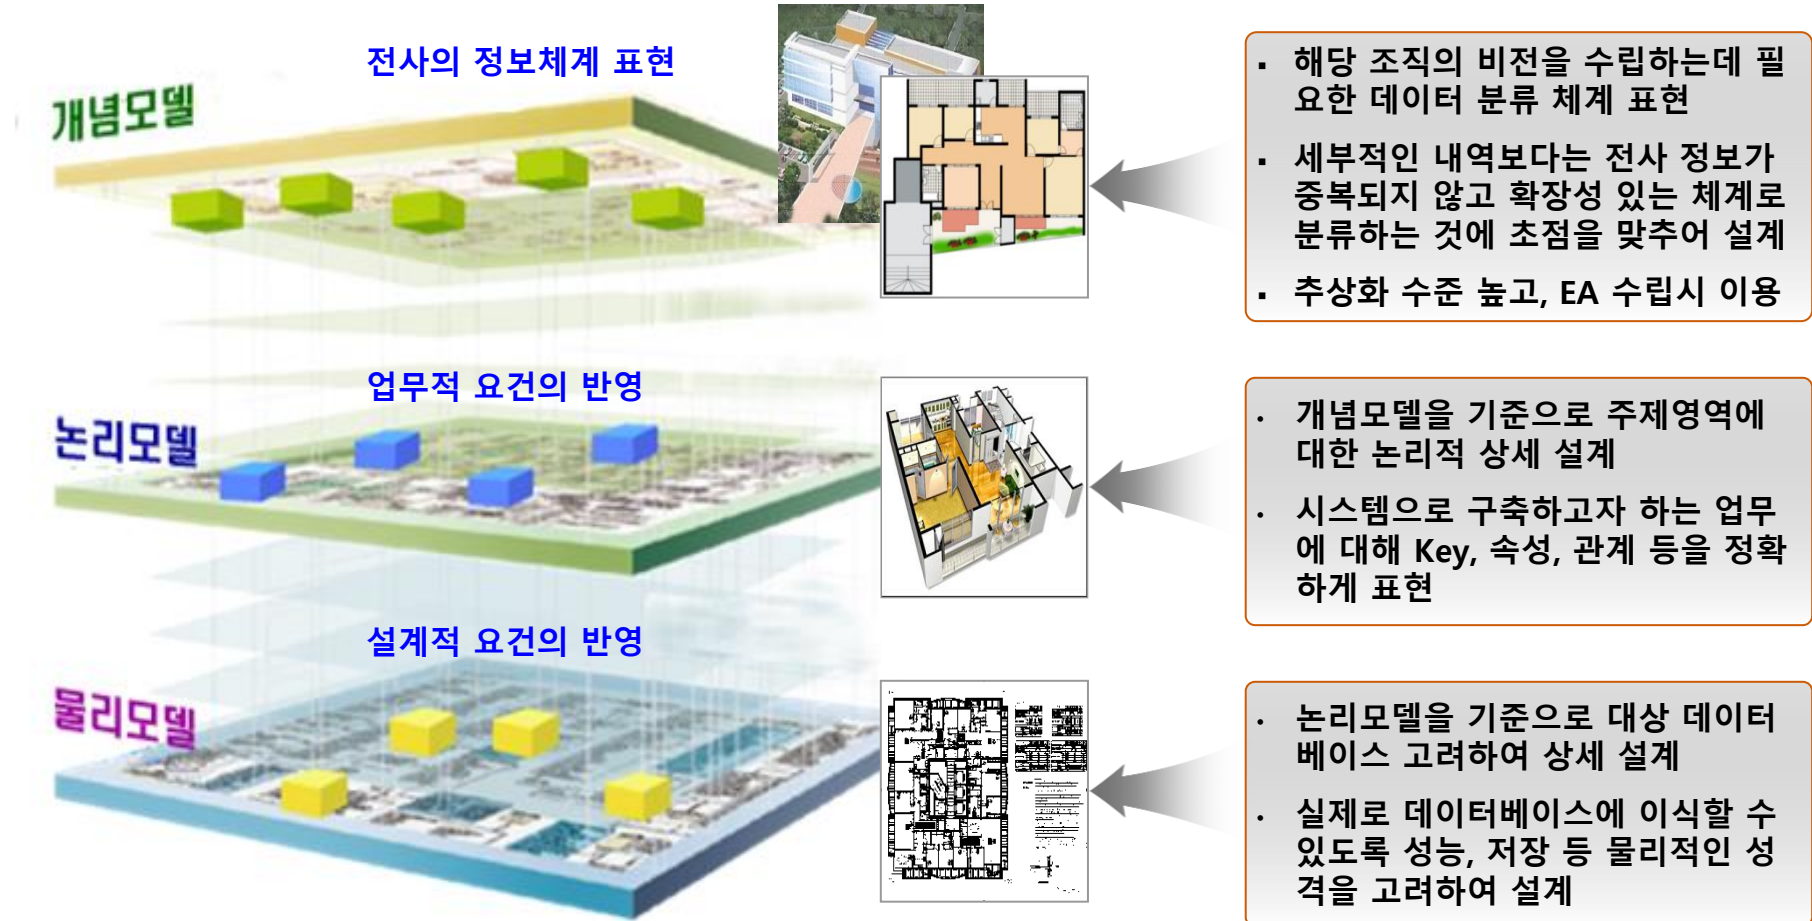 전사의 정보체계 표현
개념모델
▪ 해당 조직의 비전을 수립하는데 필
요한 데이터 분류 체계 표현
▪ 세부적인 내역보다는 전사 정보가
중복되지 않고 확장성 있는 체계로
분류하는 것에 초점을 맞추어 설계
▪ 추상화 수준 높고, EA 수립시 이용
업무적 요건의 반영
논리모델
• 개념모델을 기준으로 주제영역에
대한 논리적 상세 설계
• 시스템으로 구축하고자 하는 업무
에 대해 Key, 속성, 관계 등을 정확
하게 표현
설계적 요건의 반영
물리모델
• 논리모델을 기준으로 대상 데이터
베이스 고려하여 상세 설계
• 실제로 데이터베이스에 이식할 수
있도록 성능, 저장 등 물리적인 성
격을 고려하여 설계